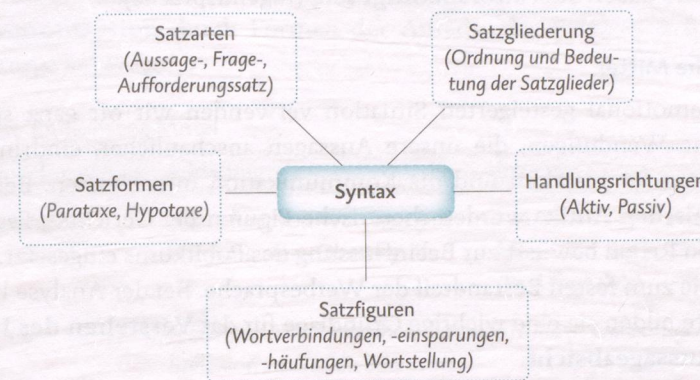 Satzarten
(Aussage-, Frage-,
Aufforderungssatz)
Satzgliederung
(Ordnung und Bedeu-
tung der Satzglieder)
Satzformen
(Parataxe, Hypotaxe)
Syntax
Handlungsrichtungen
(Aktiv, Passiv)
Satzfiguren
(Wortverbindungen, -einsparungen,
-häufungen, Wortstellung)